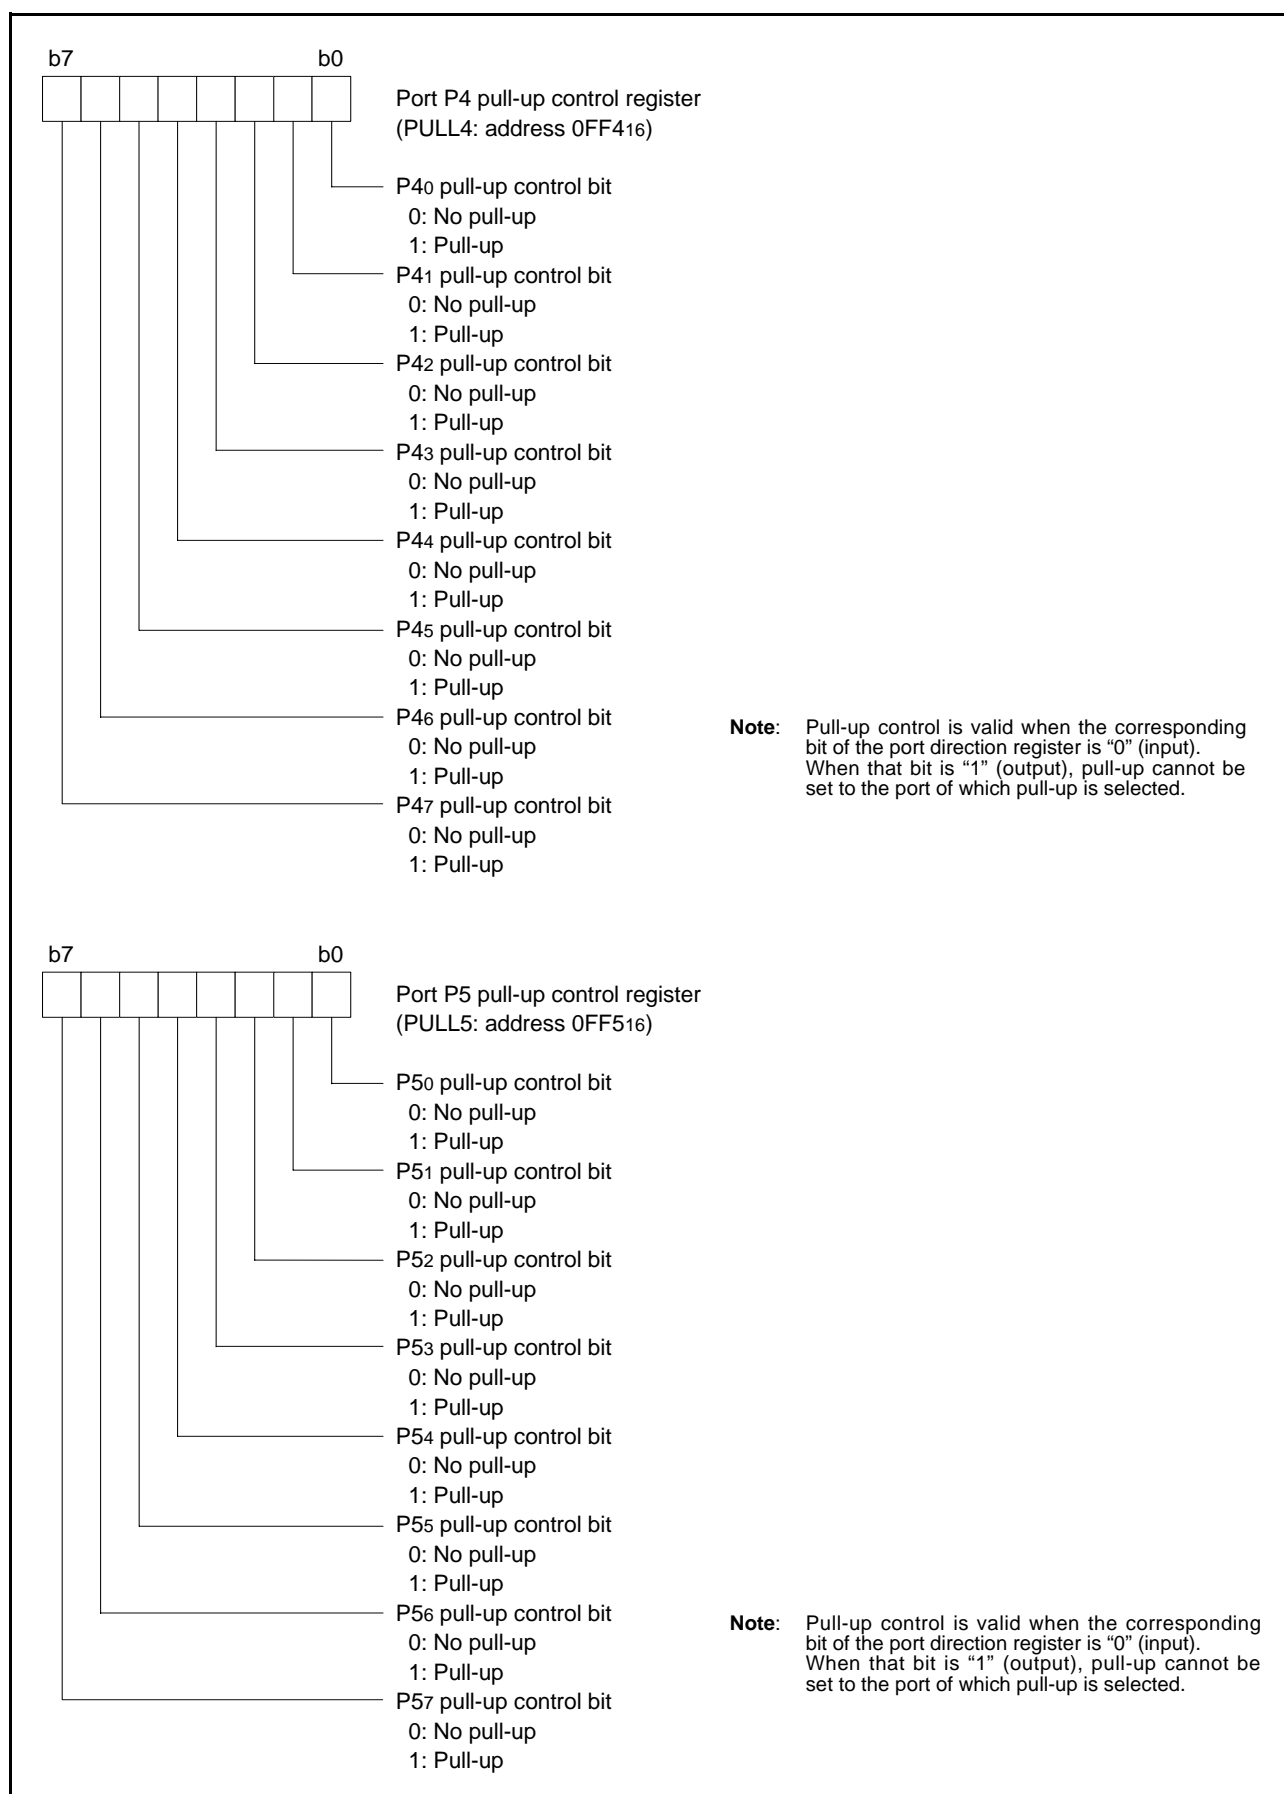 b7 b0
Port P4 pull-up control register
(PULL4: address 0FF416)
P40 pull-up control bit
0: No pull-up
1: Pull-up
P41 pull-up control bit
0: No pull-up
1: Pull-up
P42 pull-up control bit
0: No pull-up
1: Pull-up
P43 pull-up control bit
0: No pull-up
1: Pull-up
P44 pull-up control bit
0: No pull-up
1: Pull-up
P45 pull-up control bit
0: No pull-up
1: Pull-up
P46 pull-up control bit
0: No pull-up
1: Pull-up
P47 pull-up control bit
0: No pull-up
1: Pull-up
Note: Pull-up control is valid when the corresponding
bit of the port direction register is “0” (input).
When that bit is “1” (output), pull-up cannot be
set to the port of which pull-up is selected.
b7 b0
Port P5 pull-up control register
(PULL5: address 0FF516)
P50 pull-up control bit
0: No pull-up
1: Pull-up
P51 pull-up control bit
0: No pull-up
1: Pull-up
P52 pull-up control bit
0: No pull-up
1: Pull-up
P53 pull-up control bit
0: No pull-up
1: Pull-up
P54 pull-up control bit
0: No pull-up
1: Pull-up
P55 pull-up control bit
0: No pull-up
1: Pull-up
P56 pull-up control bit
0: No pull-up
1: Pull-up
P57 pull-up control bit
0: No pull-up
1: Pull-up
Note: Pull-up control is valid when the corresponding
bit of the port direction register is “0” (input).
When that bit is “1” (output), pull-up cannot be
set to the port of which pull-up is selected.